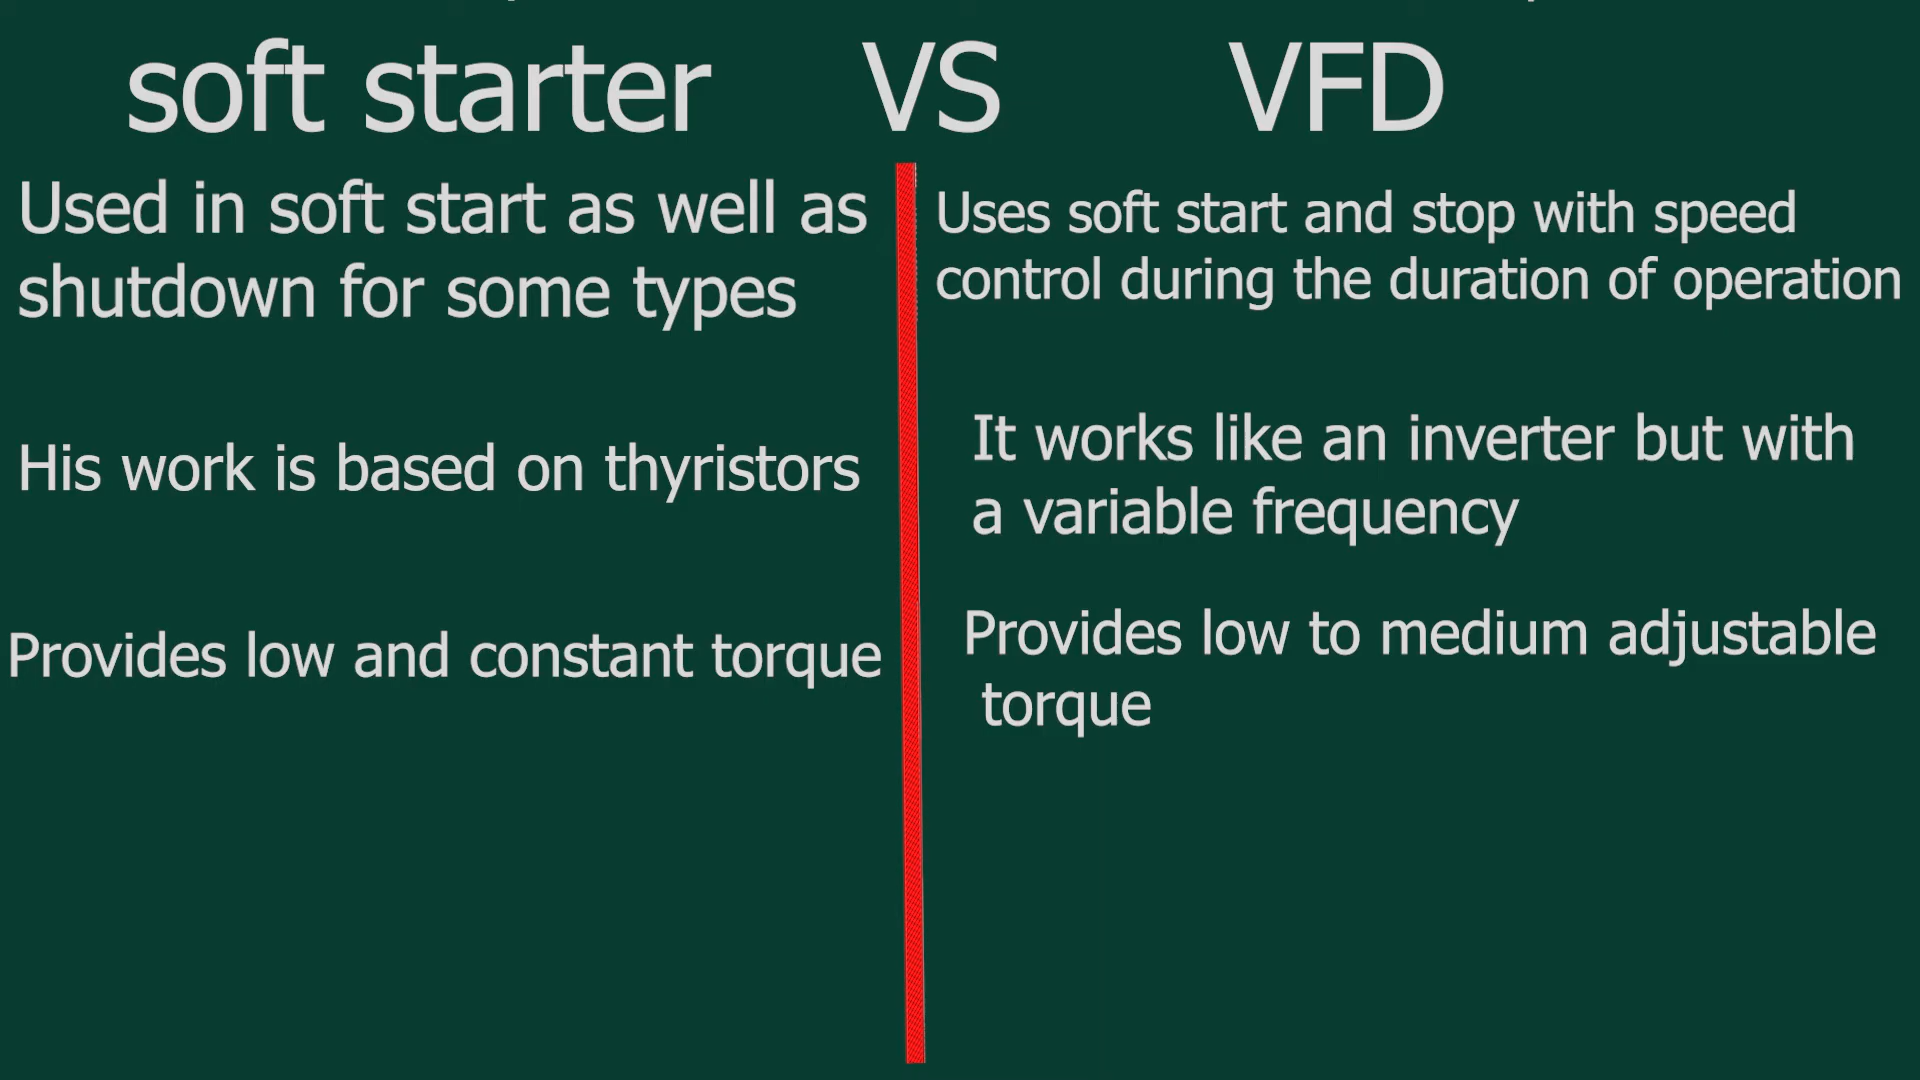 soft starter VS VFD
Used in soft start as well as
shutdown for some types
His work is based on thyristors
Provides low and constant torque
Uses soft start and stop with speed
control during the duration of operation
It works like an inverter but with
a variable frequency
Provides low to medium adjustable
torque